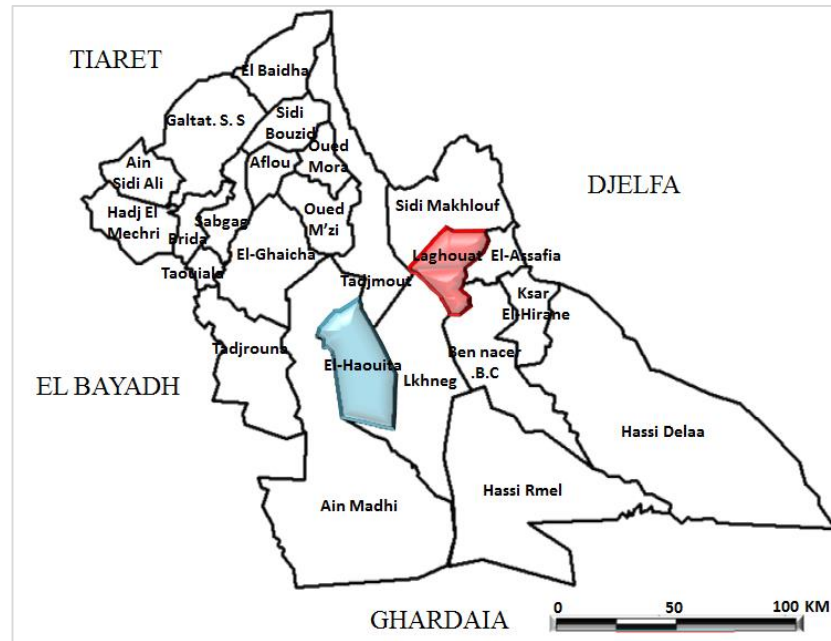 TIARET
El Baidha
Galtat. S. S
Sidi
Bouzid
Oued
Mora
Aflou
Ain
Sidi Ali
DJELFA
Sidi Makhlouf
Hadj El
Mechri
Sabgag
Oued
M'zi
Brida
El-Ghaicha
Laghouat
El-Assafia
Taouiala
Tadjmout
Ksar
El-Hirane
Tadjrouna
El-Haouita
Ben nacer
.B.C
EL BAYADH
Lkhneg
Hassi Delaa
Ain Madhi
Hassi Rmel
GHARDAIA
0 50 100 KM